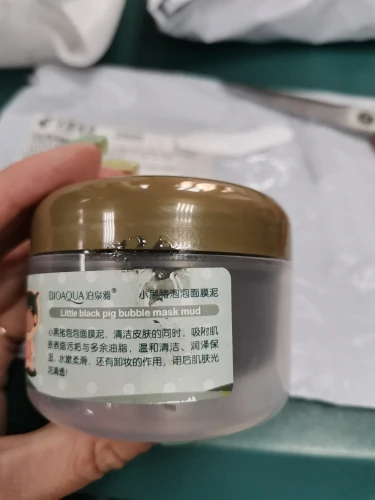 BIOAQUA 泊泉雅® 小黑猪泡泡面膜泥
Little black pig bubble mask mud
小黑猪泡泡面膜泥，清洁皮肤的同时，吸附肌
肤表面污垢与多余油脂，温和清洁、润泽保
湿、水嫩柔滑，还有卸妆的作用，用后肌肤光
洁清透！